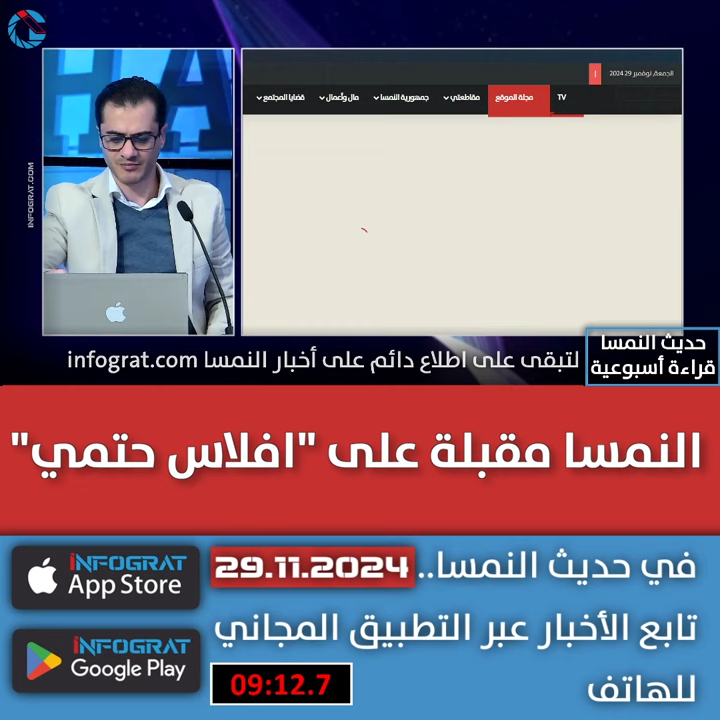 INFOGRAT.COM
الجمعة, نوفمبر 29 2024
TV
مجلة الموقع
مقاطعتي
جمهورية النمسا
مال وأعمال
قضايا المجتمع
حديث النمسا
قراءة أسبوعية
لتبقى على اطلاع دائم على أخبار النمسا infograt.com
النمسا مقبلة على "افلاس حتمي"
في حديث النمسا.. 29.11.2024
تابع الأخبار عبر التطبيق المجاني
للهاتف
iNFOGRAT
App Store
iNFOGRAT
Google Play
09:12.7